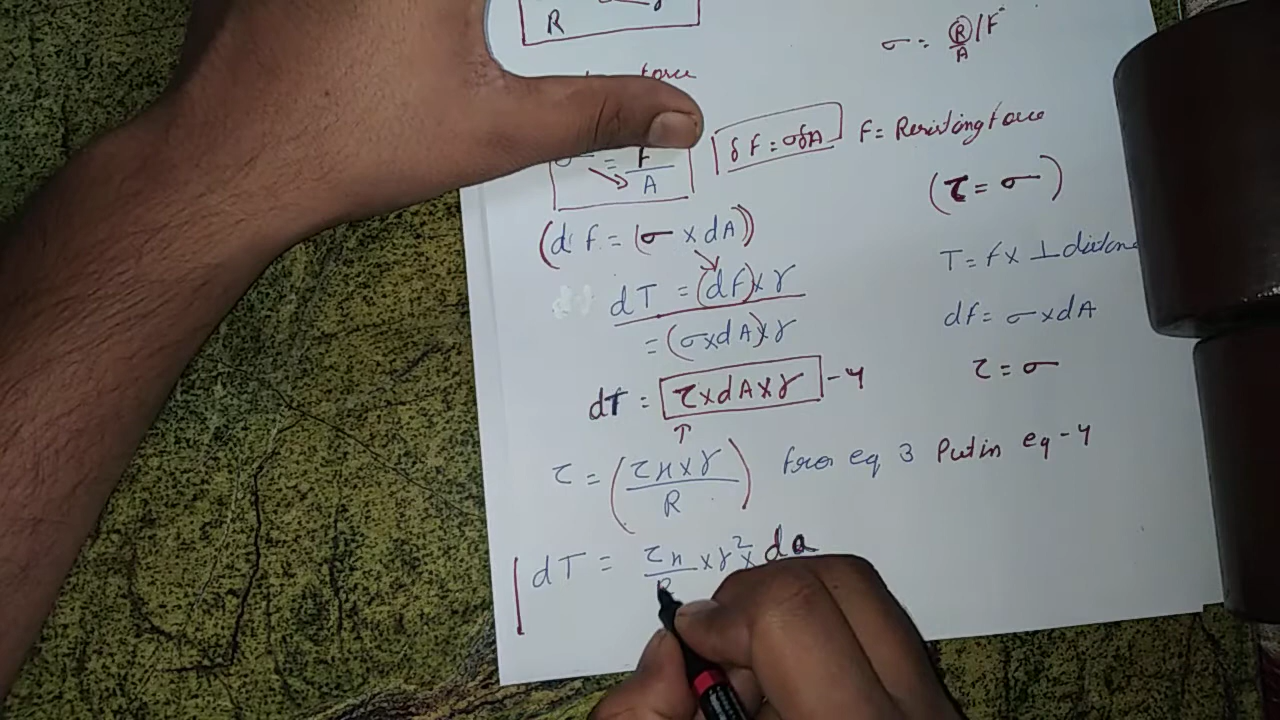 R
σ = R/A / F
force
σ = F/A
δF = σδA
F = Resisting force
(τ = σ)
(dF = (σ × dA))
T = F × ⊥ distance
dT = (dF) × r
dF = σ × dA
= (σ × dA) × r
τ = σ
dT = τ × dA × r - 4
τ = (τₙ × r / R) from eq 3 Put in eq - 4
dT = τₙ/R × r² × da